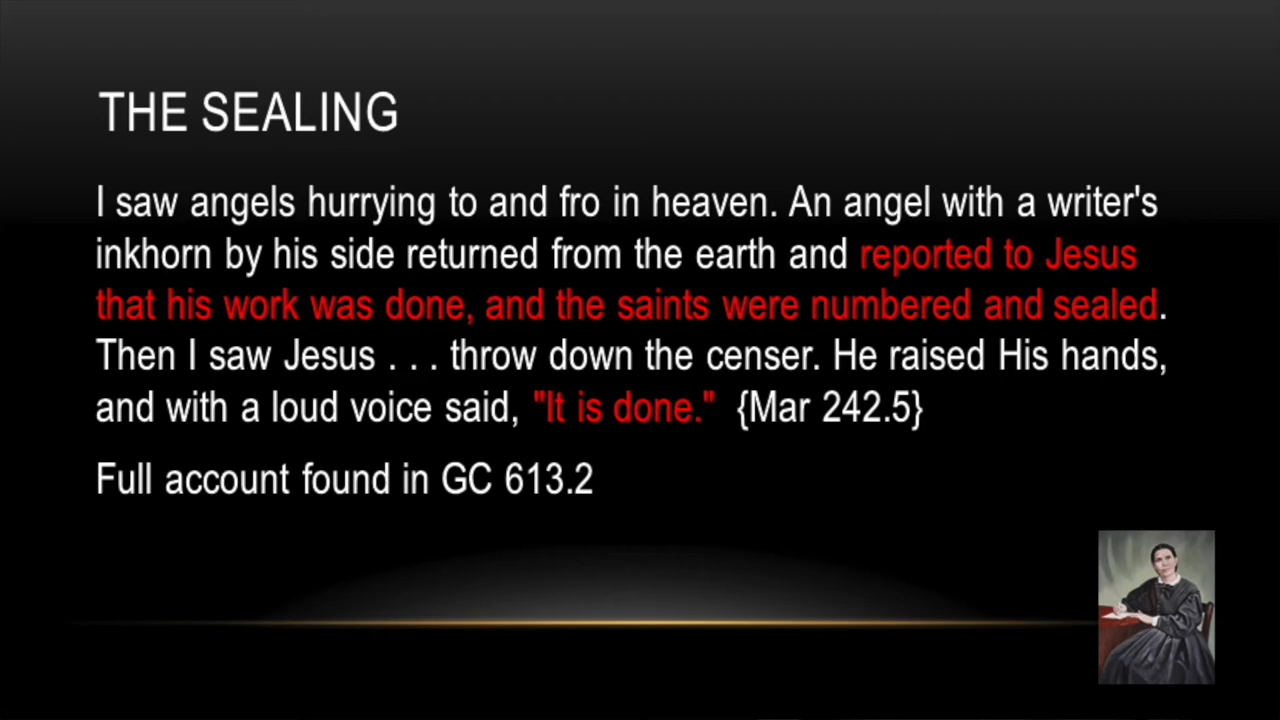 THE SEALING
I saw angels hurrying to and fro in heaven. An angel with a writer's
inkhorn by his side returned from the earth and reported to Jesus
that his work was done, and the saints were numbered and sealed.
Then I saw Jesus . . . throw down the censer. He raised His hands,
and with a loud voice said, "It is done." {Mar 242.5}
Full account found in GC 613.2